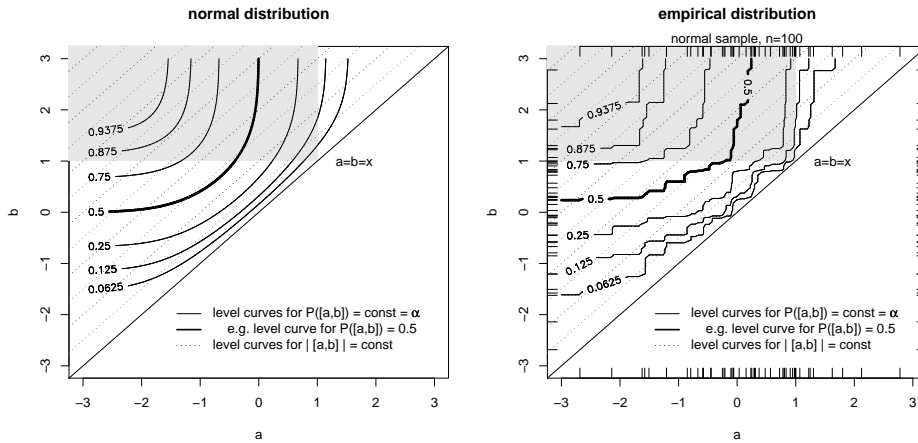 normal distribution
3
2
1
0
−1
−2
−3
b
0.9375
0.875
0.75
0.5
0.25
0.125
0.0625
a=b=x
level curves for P([a,b]) = const = α
e.g. level curve for P([a,b]) = 0.5
level curves for | [a,b] | = const
−3 −2 −1 0 1 2 3
a
empirical distribution
normal sample, n=100
3
2
1
0
−1
−2
−3
b
0.5
0.9375
0.875
0.75
0.5
0.25
0.125
0.0625
a=b=x
level curves for P([a,b]) = const = α
e.g. level curve for P([a,b]) = 0.5
level curves for | [a,b] | = const
−3 −2 −1 0 1 2 3
a